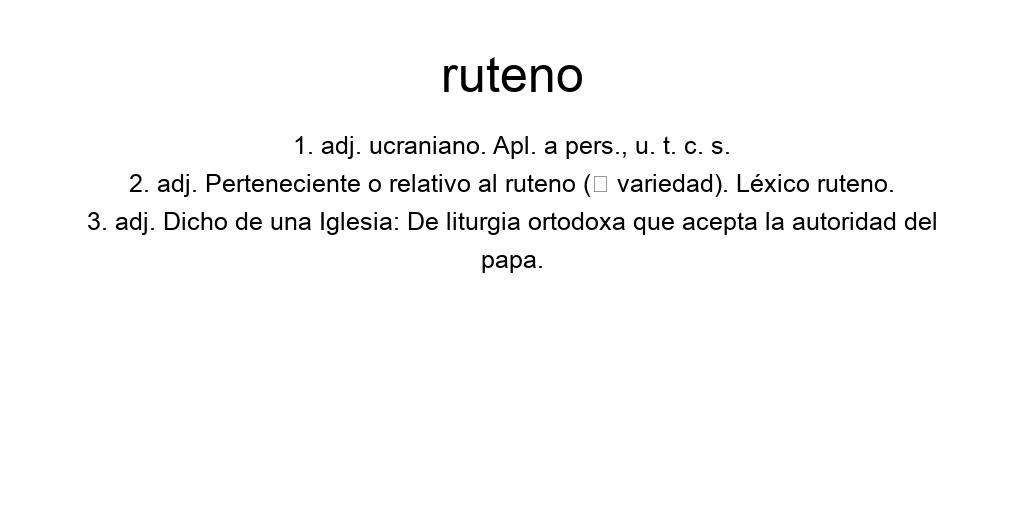 ruteno
1. adj. ucraniano. Apl. a pers., u. t. c. s.
2. adj. Perteneciente o relativo al ruteno (□ variedad). Léxico ruteno.
3. adj. Dicho de una Iglesia: De liturgia ortodoxa que acepta la autoridad del
papa.